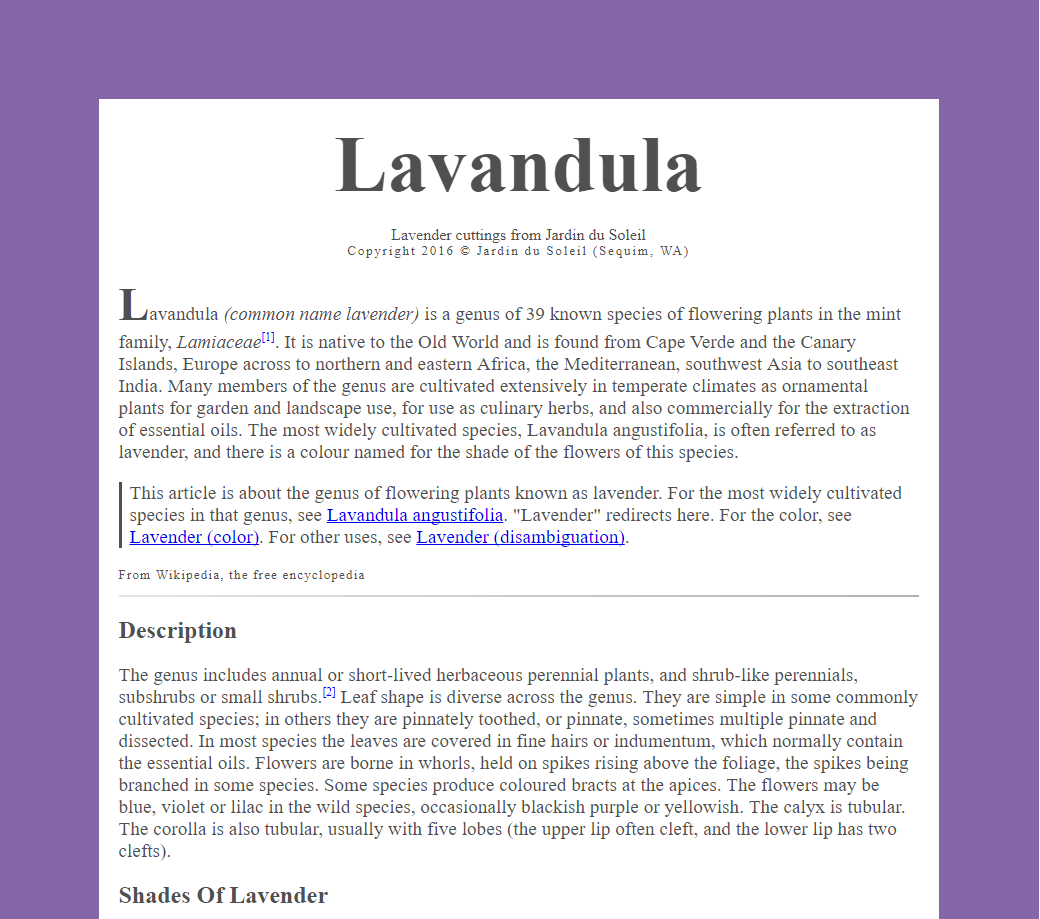 Lavandula
Lavender cuttings from Jardin du Soleil
Copyright 2016 © Jardin du Soleil (Sequim, WA)
Lavandula (common name lavender) is a genus of 39 known species of flowering plants in the mint
family, Lamiaceae[1]. It is native to the Old World and is found from Cape Verde and the Canary
Islands, Europe across to northern and eastern Africa, the Mediterranean, southwest Asia to southeast
India. Many members of the genus are cultivated extensively in temperate climates as ornamental
plants for garden and landscape use, for use as culinary herbs, and also commercially for the extraction
of essential oils. The most widely cultivated species, Lavandula angustifolia, is often referred to as
lavender, and there is a colour named for the shade of the flowers of this species.
This article is about the genus of flowering plants known as lavender. For the most widely cultivated
species in that genus, see Lavandula angustifolia. "Lavender" redirects here. For the color, see
Lavender (color). For other uses, see Lavender (disambiguation).
From Wikipedia, the free encyclopedia
Description
The genus includes annual or short-lived herbaceous perennial plants, and shrub-like perennials,
subshrubs or small shrubs.[2] Leaf shape is diverse across the genus. They are simple in some commonly
cultivated species; in others they are pinnately toothed, or pinnate, sometimes multiple pinnate and
dissected. In most species the leaves are covered in fine hairs or indumentum, which normally contain
the essential oils. Flowers are borne in whorls, held on spikes rising above the foliage, the spikes being
branched in some species. Some species produce coloured bracts at the apices. The flowers may be
blue, violet or lilac in the wild species, occasionally blackish purple or yellowish. The calyx is tubular.
The corolla is also tubular, usually with five lobes (the upper lip often cleft, and the lower lip has two
clefts).
Shades Of Lavender